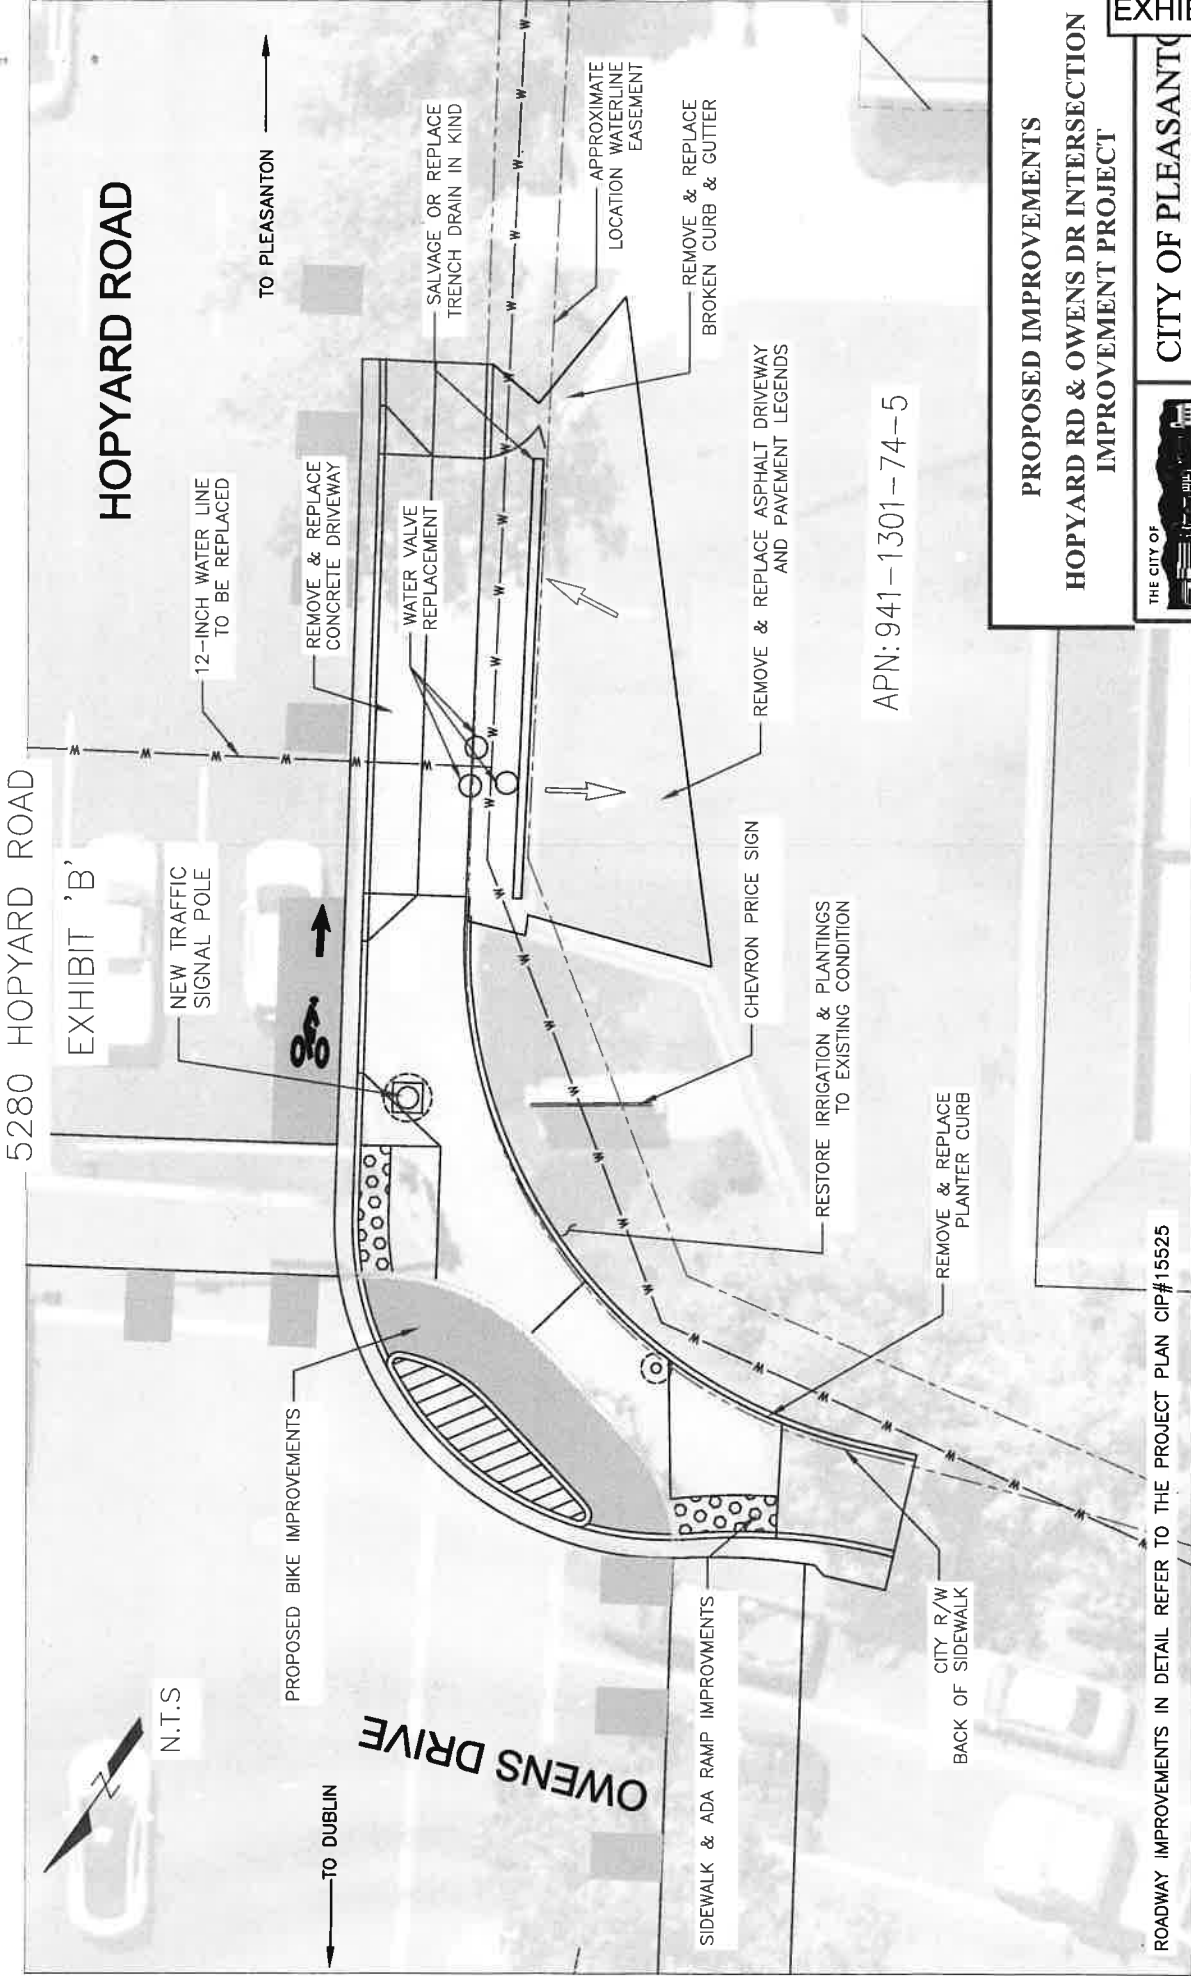 5280 HOPYARD ROAD
EXHIBIT 'B'
HOPYARD ROAD
TO PLEASANTON
N.T.S
TO DUBLIN
OWENS DRIVE
12-INCH WATER LINE
TO BE REPLACED
NEW TRAFFIC
SIGNAL POLE
REMOVE & REPLACE
CONCRETE DRIVEWAY
WATER VALVE
REPLACEMENT
SALVAGE OR REPLACE
TRENCH DRAIN IN KIND
APPROXIMATE
LOCATION WATERLINE
EASEMENT
REMOVE & REPLACE
BROKEN CURB & GUTTER
PROPOSED BIKE IMPROVEMENTS
REMOVE & REPLACE ASPHALT DRIVEWAY
AND PAVEMENT LEGENDS
CHEVRON PRICE SIGN
RESTORE IRRIGATION & PLANTINGS
TO EXISTING CONDITION
REMOVE & REPLACE
PLANTER CURB
SIDEWALK & ADA RAMP IMPROVMENTS
CITY R/W
BACK OF SIDEWALK
APN: 941-1301-74-5
W W W W W W
W W W W W W W W W W W W W W W W W W W W W W W W
ROADWAY IMPROVEMENTS IN DETAIL REFER TO THE PROJECT PLAN CIP#15525
PROPOSED IMPROVEMENTS
HOPYARD RD & OWENS DR INTERSECTION
IMPROVEMENT PROJECT
THE CITY OF
CITY OF PLEASANTO
EXHIB